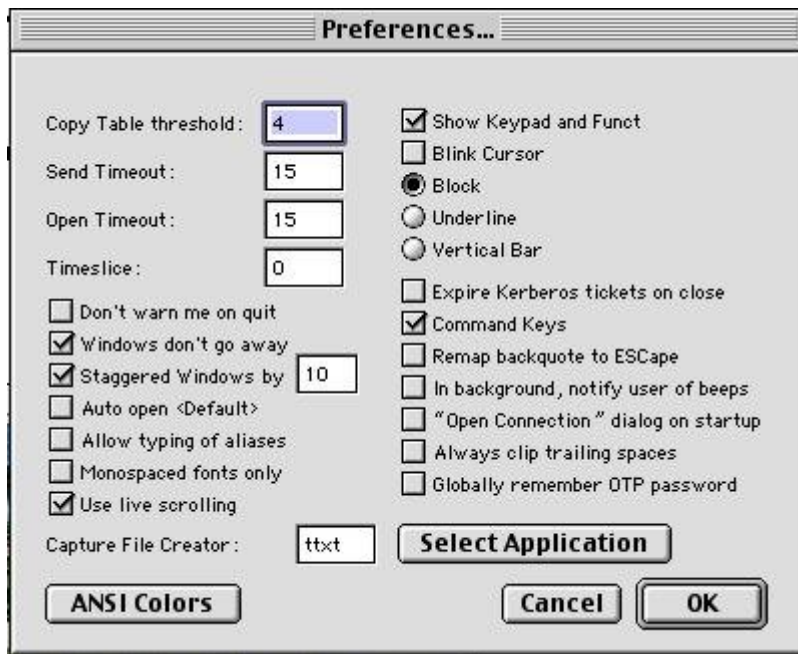 Preferences...
Copy Table threshold: 4
Send Timeout: 15
Open Timeout: 15
Timeslice: 0
Don't warn me on quit
Windows don't go away
Staggered Windows by 10
Auto open <Default>
Allow typing of aliases
Monospaced fonts only
Use live scrolling
Show Keypad and Funct
Blink Cursor
Block
Underline
Vertical Bar
Expire Kerberos tickets on close
Command Keys
Remap backquote to ESCape
In background, notify user of beeps
"Open Connection" dialog on startup
Always clip trailing spaces
Globally remember OTP password
Capture File Creator: ttxt
Select Application
ANSI Colors
Cancel
OK